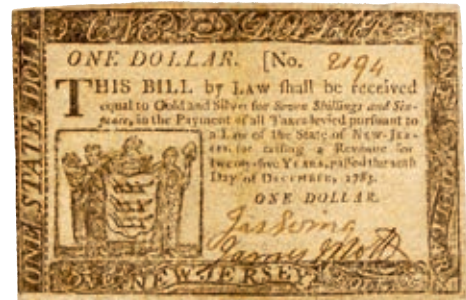 ONE DOLLAR. [No. 2194
THIS BILL by LAW shall be received
equal to Gold and Silver for Seven Shillings and Six-
pence, in the Payment of all Taxes levied pursuant to
a Law of the State of NEW-JER-
SEY, for raising a Revenue for
twenty-five YEARS, passed the
Day of DECEMBER, 1783.
ONE DOLLAR.
James Mott
NEW-JERSEY
ONE STATE DOLL